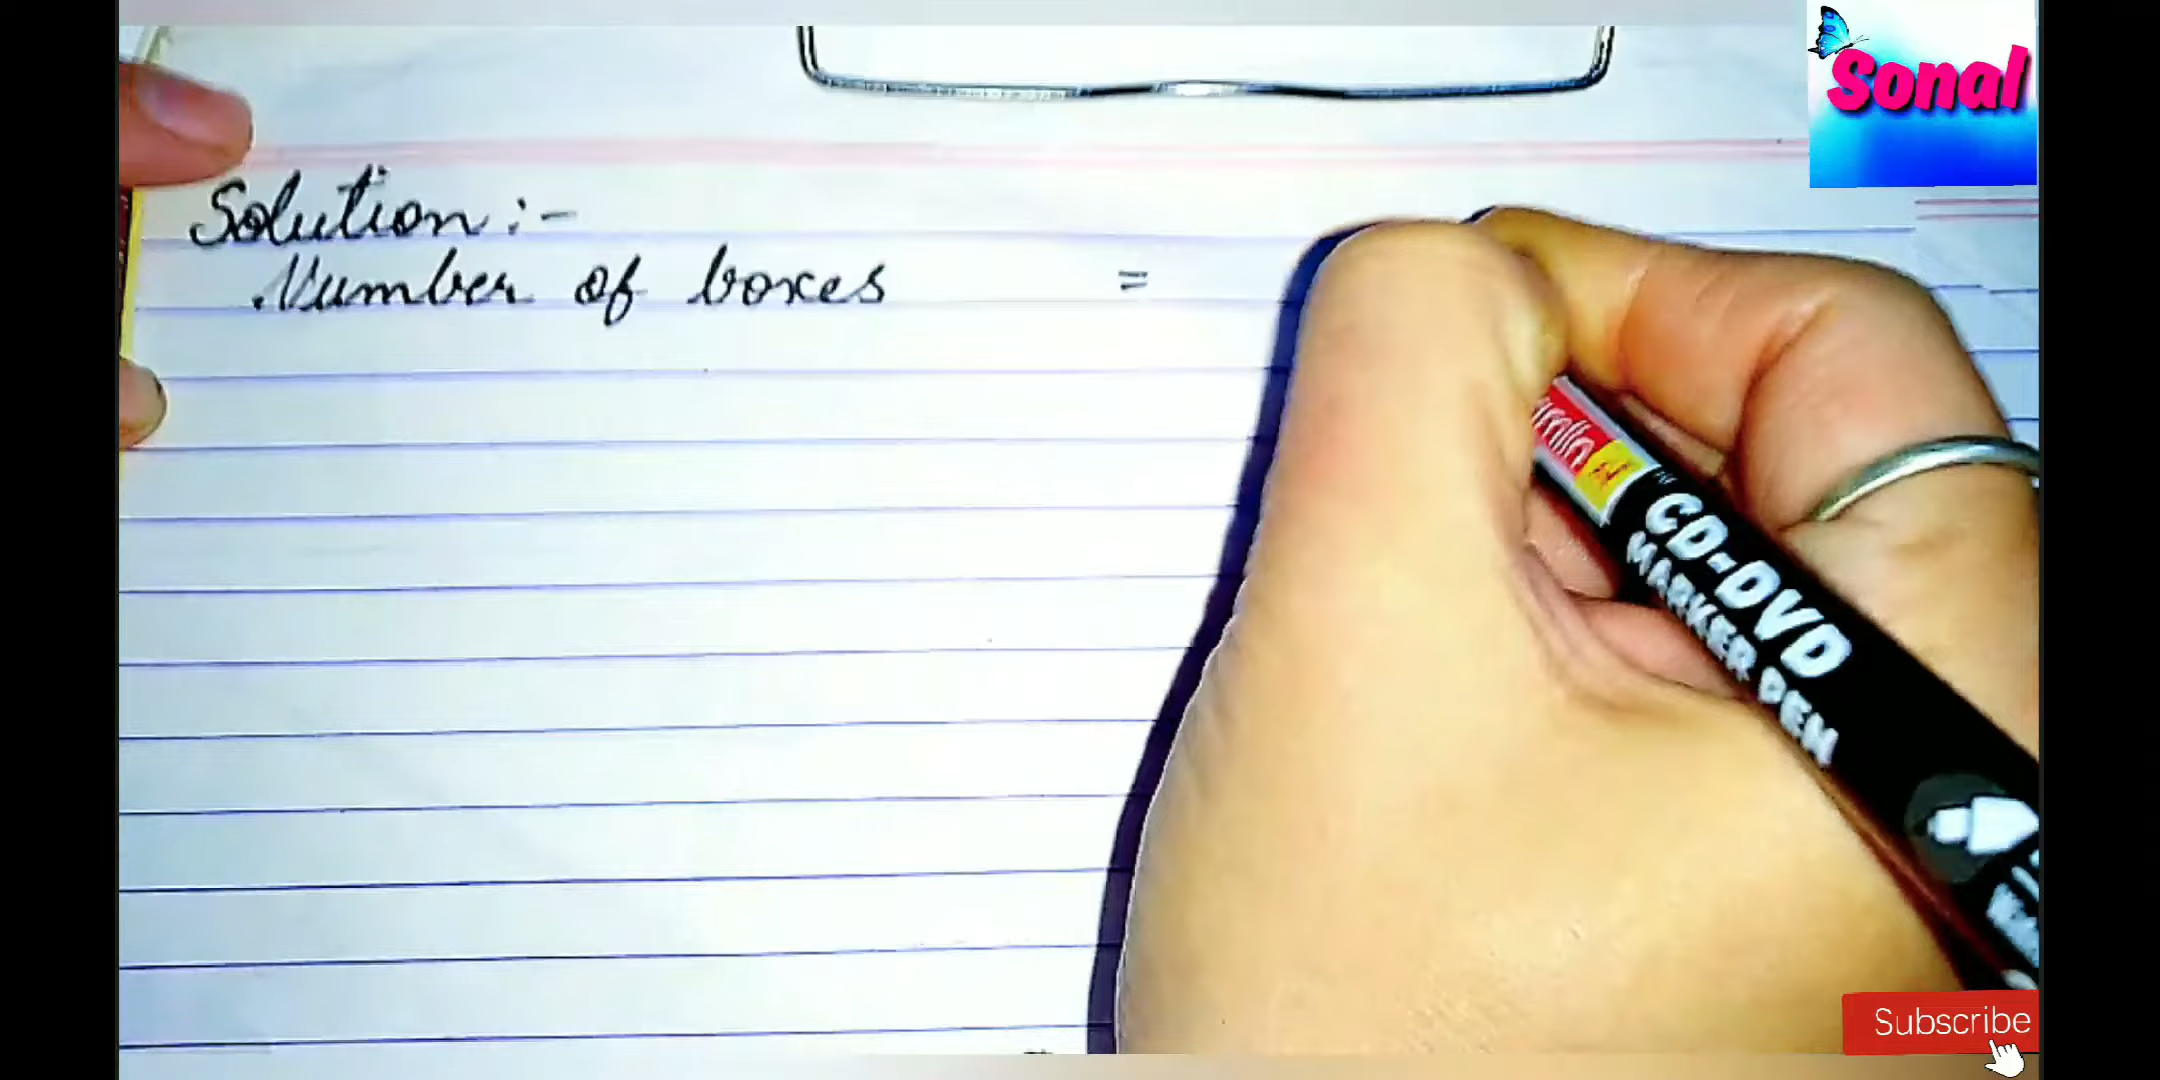 Sonal
Solution :-
Number of boxes =
CD-DVD
MARKER PEN
Subscribe